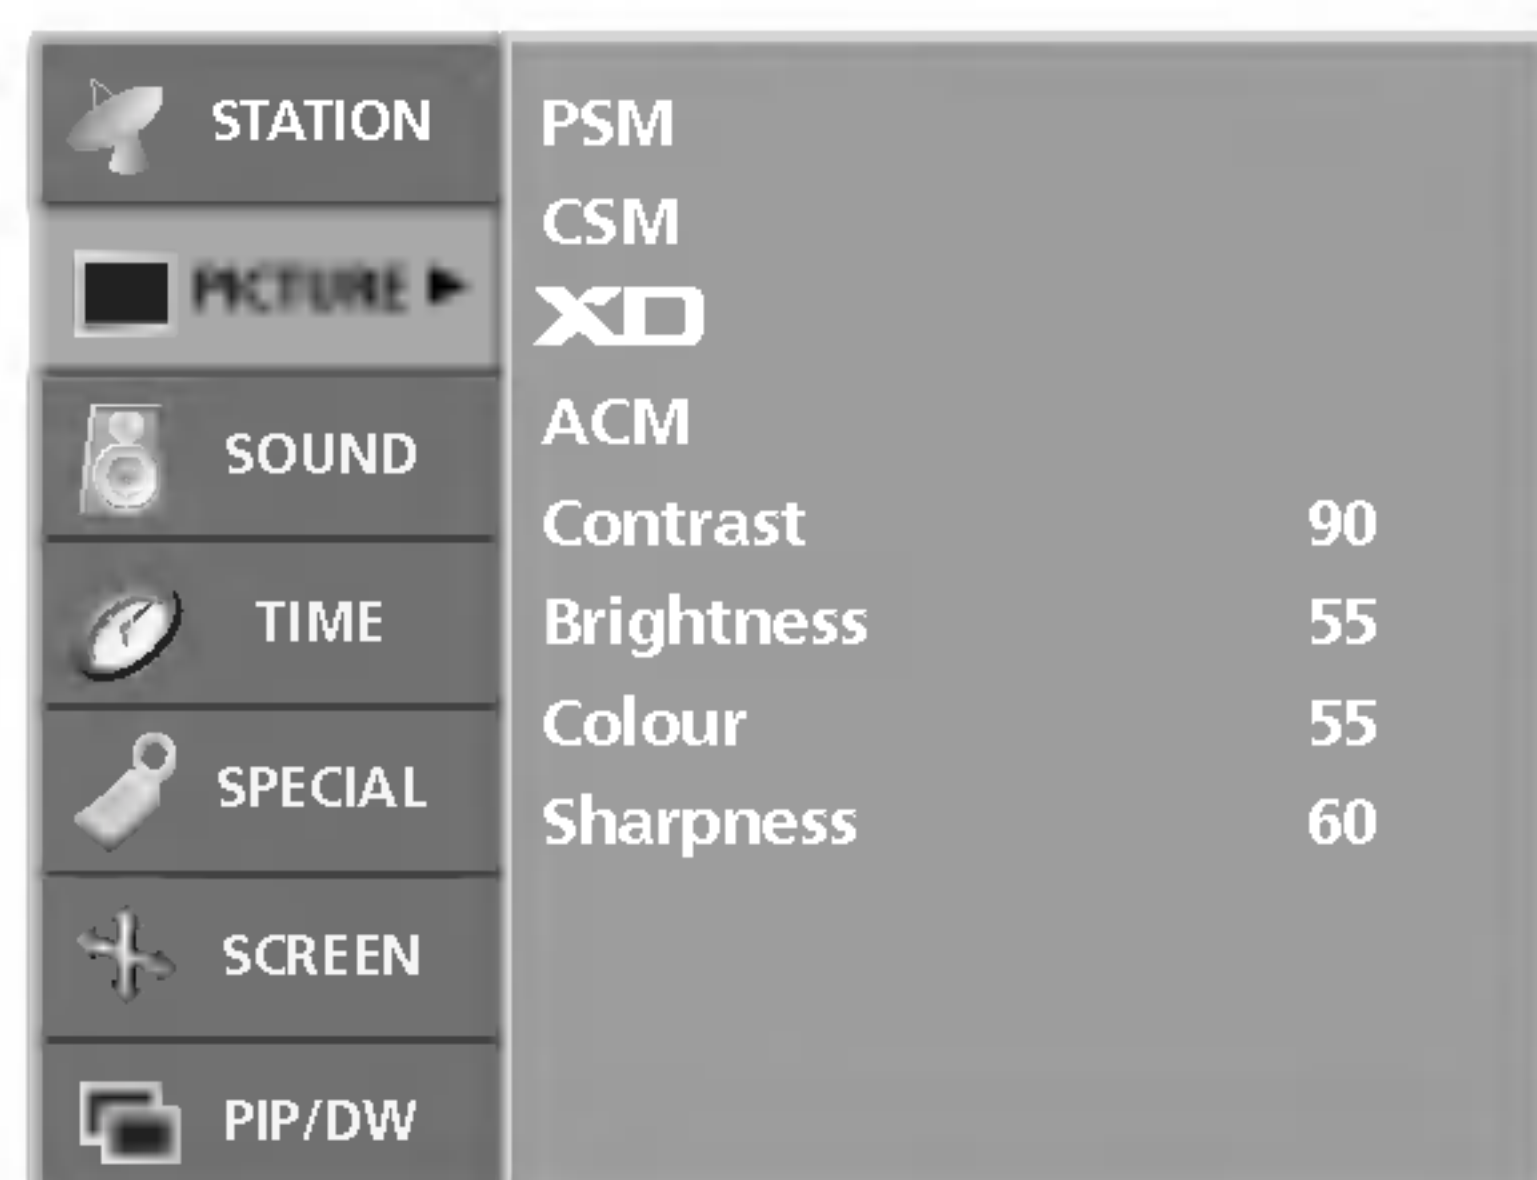 STATION
PICTURE ►
SOUND
TIME
SPECIAL
SCREEN
PIP/DW
PSM
CSM
XD
ACM
Contrast 90
Brightness 55
Colour 55
Sharpness 60